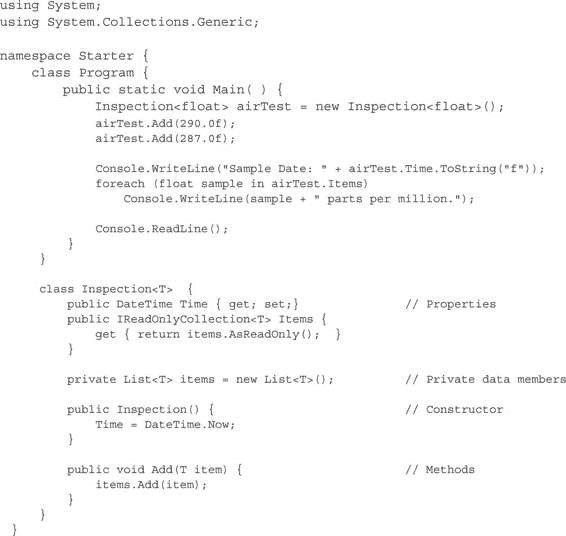 using System;
using System.Collections.Generic;
namespace Starter {
class Program {
public static void Main( ) {
Inspection<float> airTest = new Inspection<float>();
airTest.Add(290.0f);
airTest.Add(287.0f);
Console.WriteLine("Sample Date: " + airTest.Time.ToString("f"));
foreach (float sample in airTest.Items)
Console.WriteLine(sample + " parts per million.");
Console.ReadLine();
}
}
class Inspection<T> {
public DateTime Time { get; set;} // Properties
public IReadOnlyCollection<T> Items {
get { return items.AsReadOnly(); }
}
private List<T> items = new List<T>(); // Private data members
public Inspection() { // Constructor
Time = DateTime.Now;
}
public void Add(T item) { // Methods
items.Add(item);
}
}
}